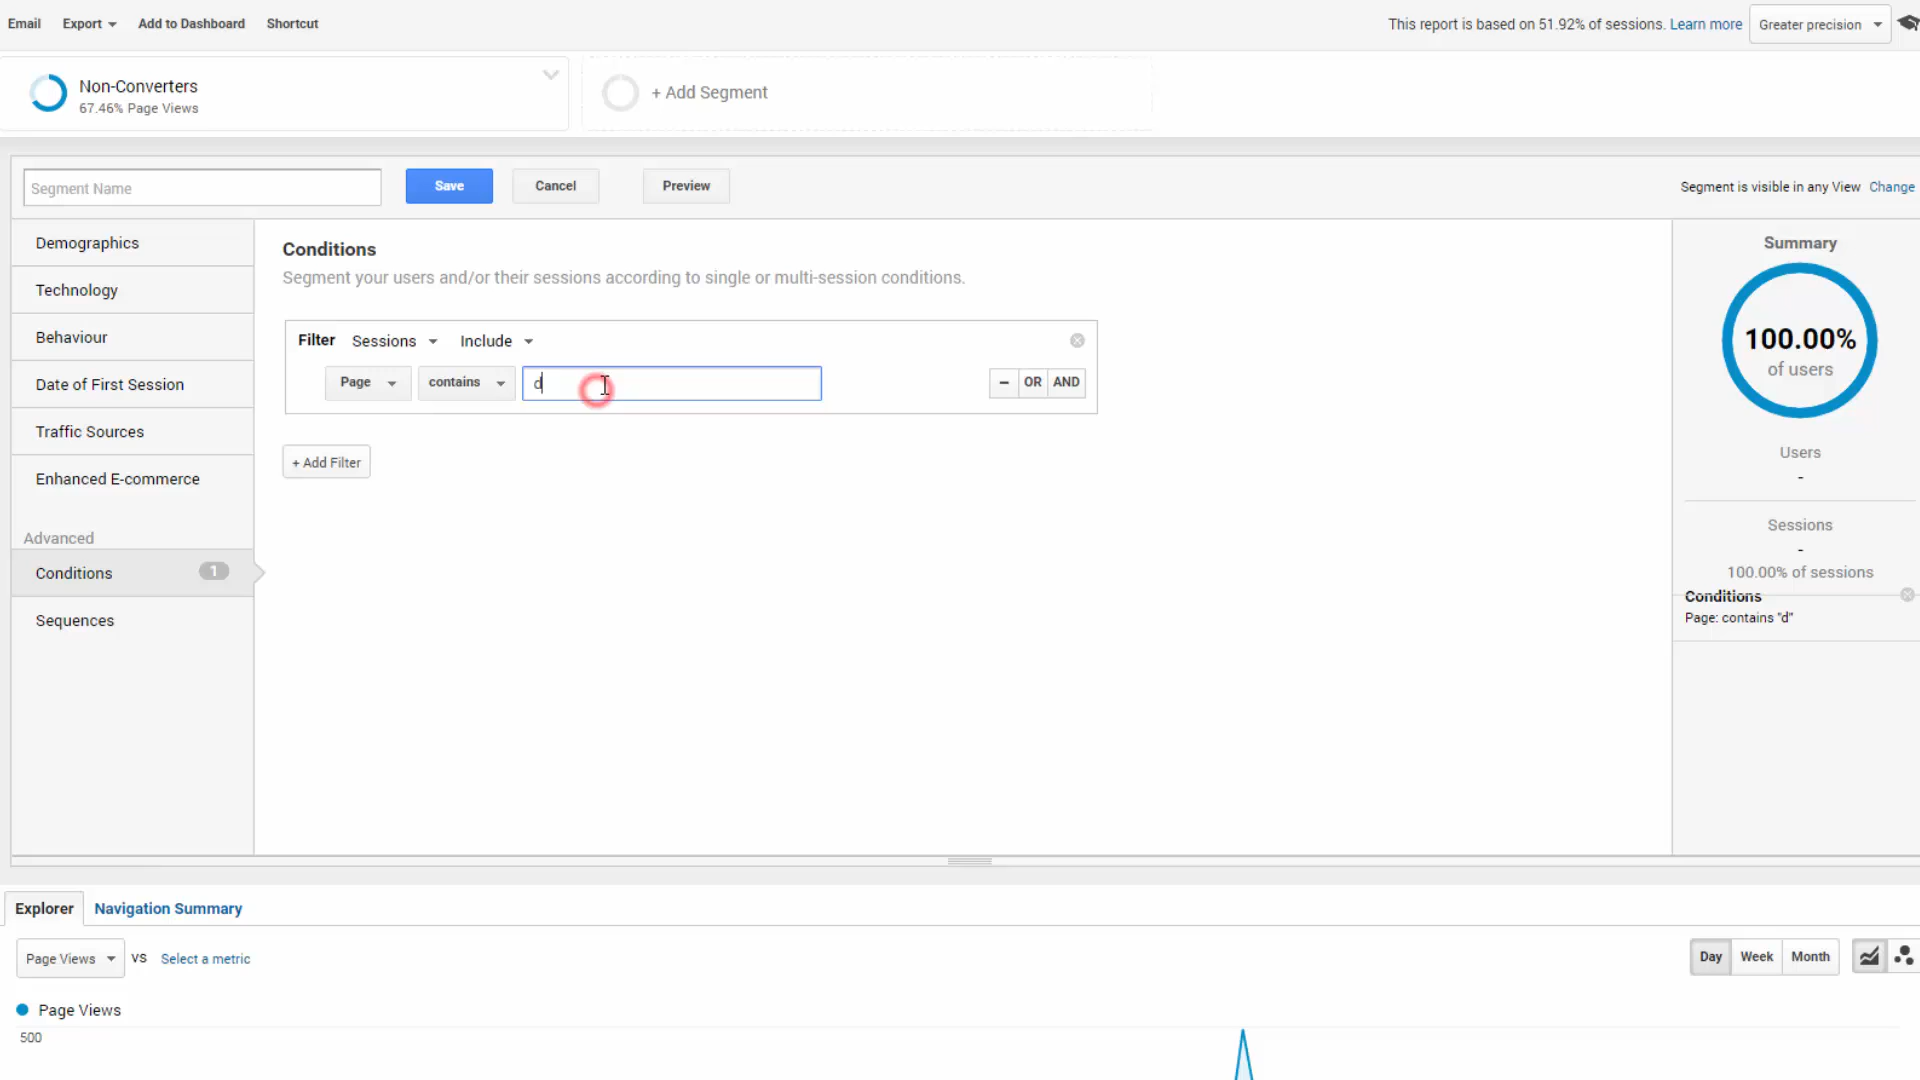 Email Export Add to Dashboard Shortcut This report is based on 51.92% of sessions. Learn more Greater precision
Non-Converters
67.46% Page Views
+ Add Segment
Segment Name Save Cancel Preview Segment is visible in any View Change
Demographics
Technology
Behaviour
Date of First Session
Traffic Sources
Enhanced E-commerce
Advanced
Conditions 1
Sequences
Conditions
Segment your users and/or their sessions according to single or multi-session conditions.
Filter Sessions Include
Page contains d – OR AND
+ Add Filter
Summary
100.00%
of users
Users
-
Sessions
-
100.00% of sessions
Conditions
Page: contains "d"
Explorer Navigation Summary
Page Views VS Select a metric Day Week Month
Page Views
500